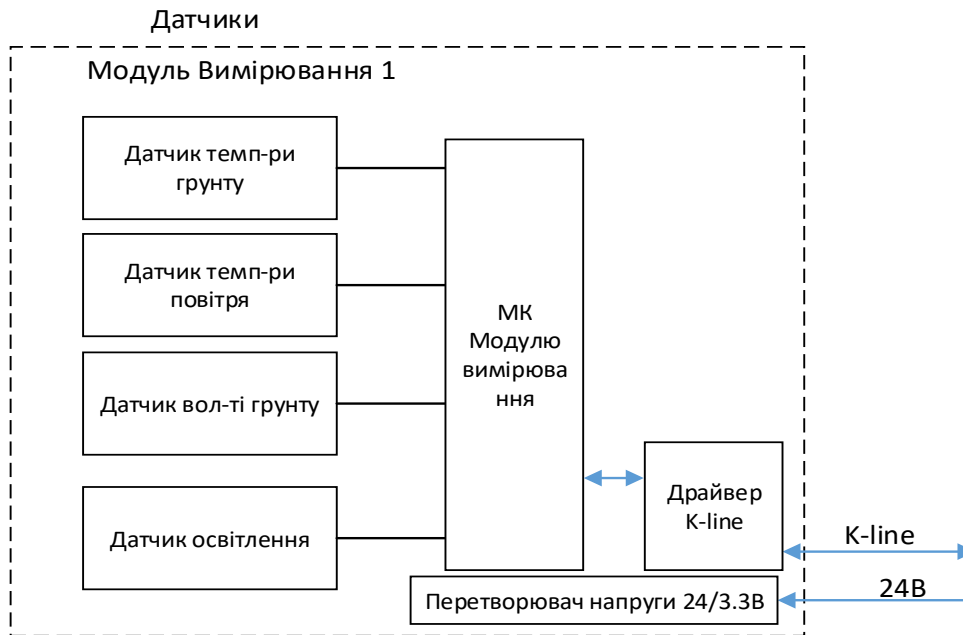 Датчики
Модуль Вимірювання 1
Датчик темп-ри
грунту
Датчик темп-ри
повітря
Датчик вол-ті грунту
Датчик освітлення
МК
Модулю
вимірюва
ння
Драйвер
K-line
K-line
24В
Перетворювач напруги 24/3.3В